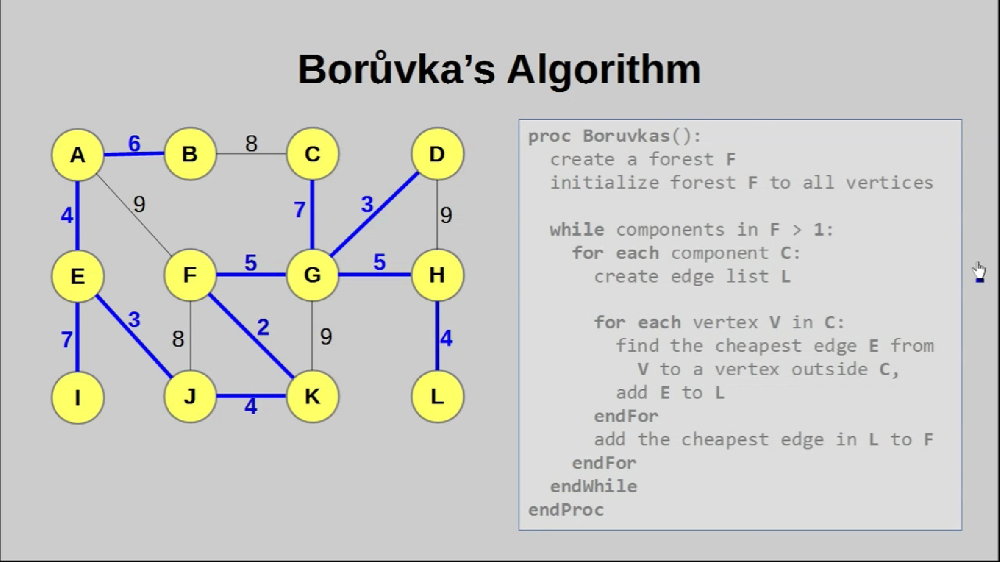 Borůvka’s Algorithm
A 6 B 8 C D
4 9 7 3 9
E F 5 G 5 H
7 3 8 2 9 4
I J 4 K L
proc Boruvkas():
create a forest F
initialize forest F to all vertices
while components in F > 1:
for each component C:
create edge list L
for each vertex V in C:
find the cheapest edge E from
V to a vertex outside C,
add E to L
endFor
add the cheapest edge in L to F
endFor
endWhile
endProc